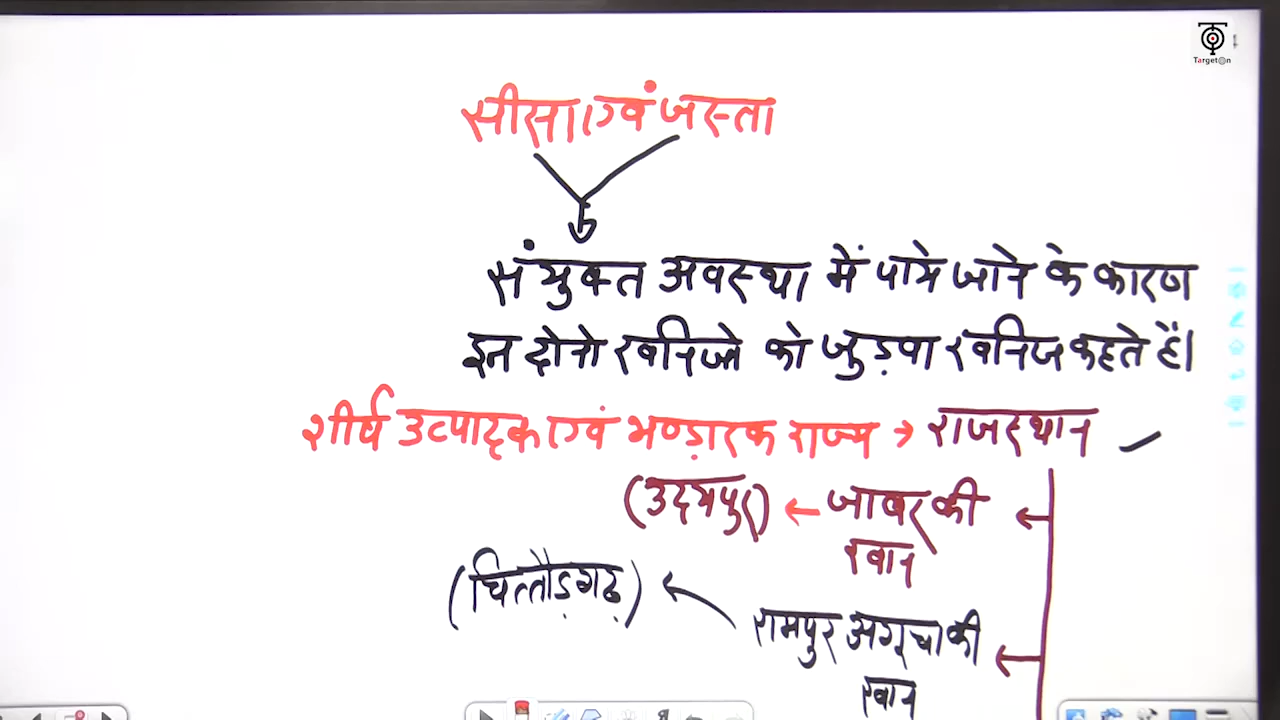 Target@n
सीसा एवं जस्ता
संयुक्त अवस्था में पाये जाने के कारण
इन दोनो खनिजो को जुड़वा खनिज कहते हैं।
शीर्ष उत्पादक एवं भण्डारक राज्य → राजस्थान
(उदयपुर) ← जावर की ←
खान
(चित्तौड़गढ़) ← रामपुर अगूचा की ←
खान